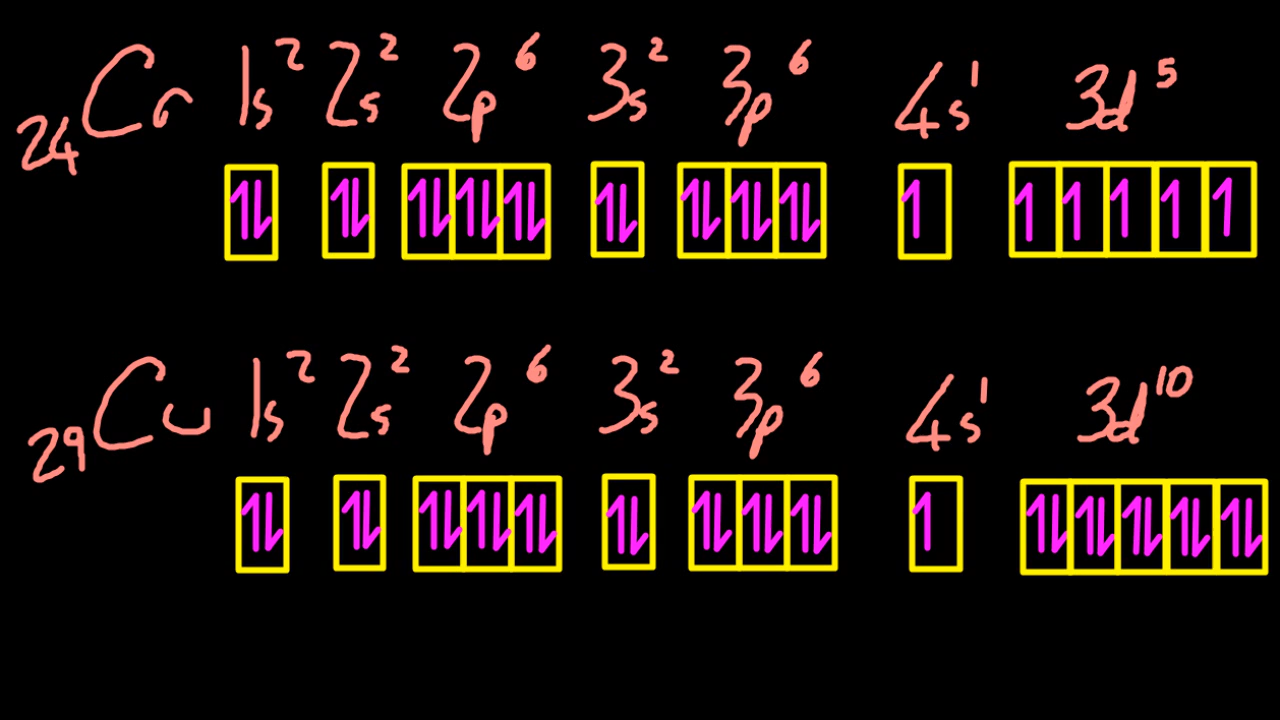 ₂₄Cr 1s² 2s² 2p⁶ 3s² 3p⁶ 4s¹ 3d⁵
₂₉Cu 1s² 2s² 2p⁶ 3s² 3p⁶ 4s¹ 3d¹⁰